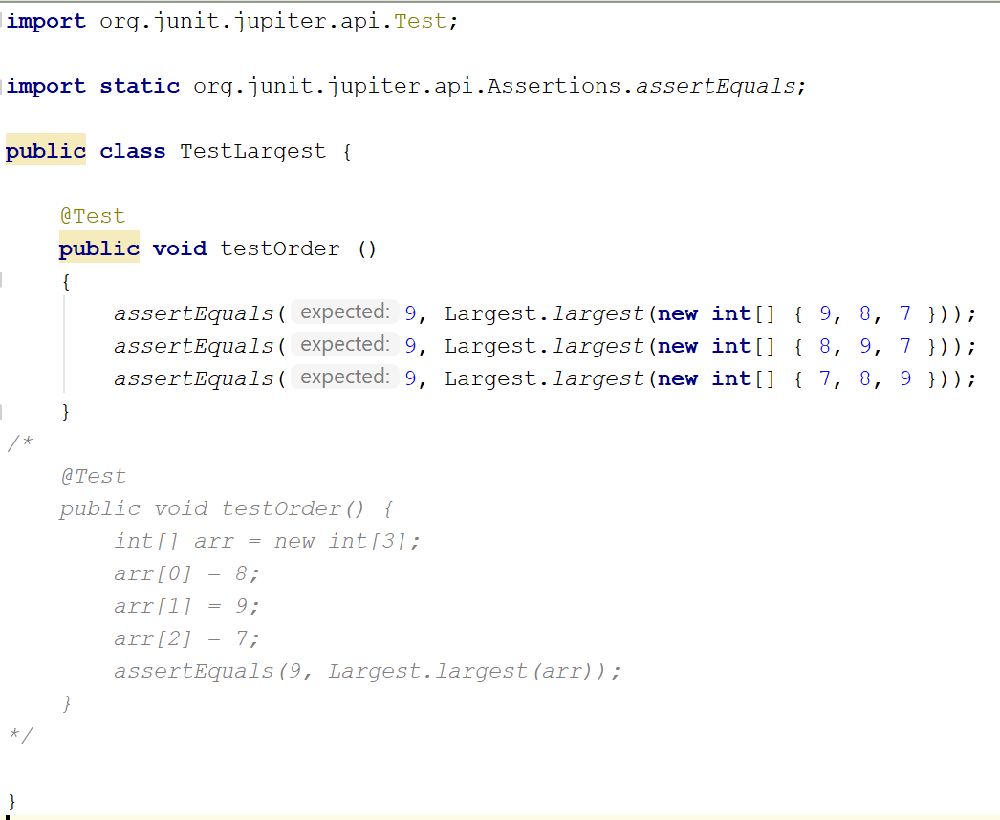 import org.junit.jupiter.api.Test;
import static org.junit.jupiter.api.Assertions.assertEquals;
public class TestLargest {
@Test
public void testOrder ()
{
assertEquals( expected: 9, Largest.largest(new int[] { 9, 8, 7 }));
assertEquals( expected: 9, Largest.largest(new int[] { 8, 9, 7 }));
assertEquals( expected: 9, Largest.largest(new int[] { 7, 8, 9 }));
}
/*
@Test
public void testOrder() {
int[] arr = new int[3];
arr[0] = 8;
arr[1] = 9;
arr[2] = 7;
assertEquals(9, Largest.largest(arr));
}
*/
}